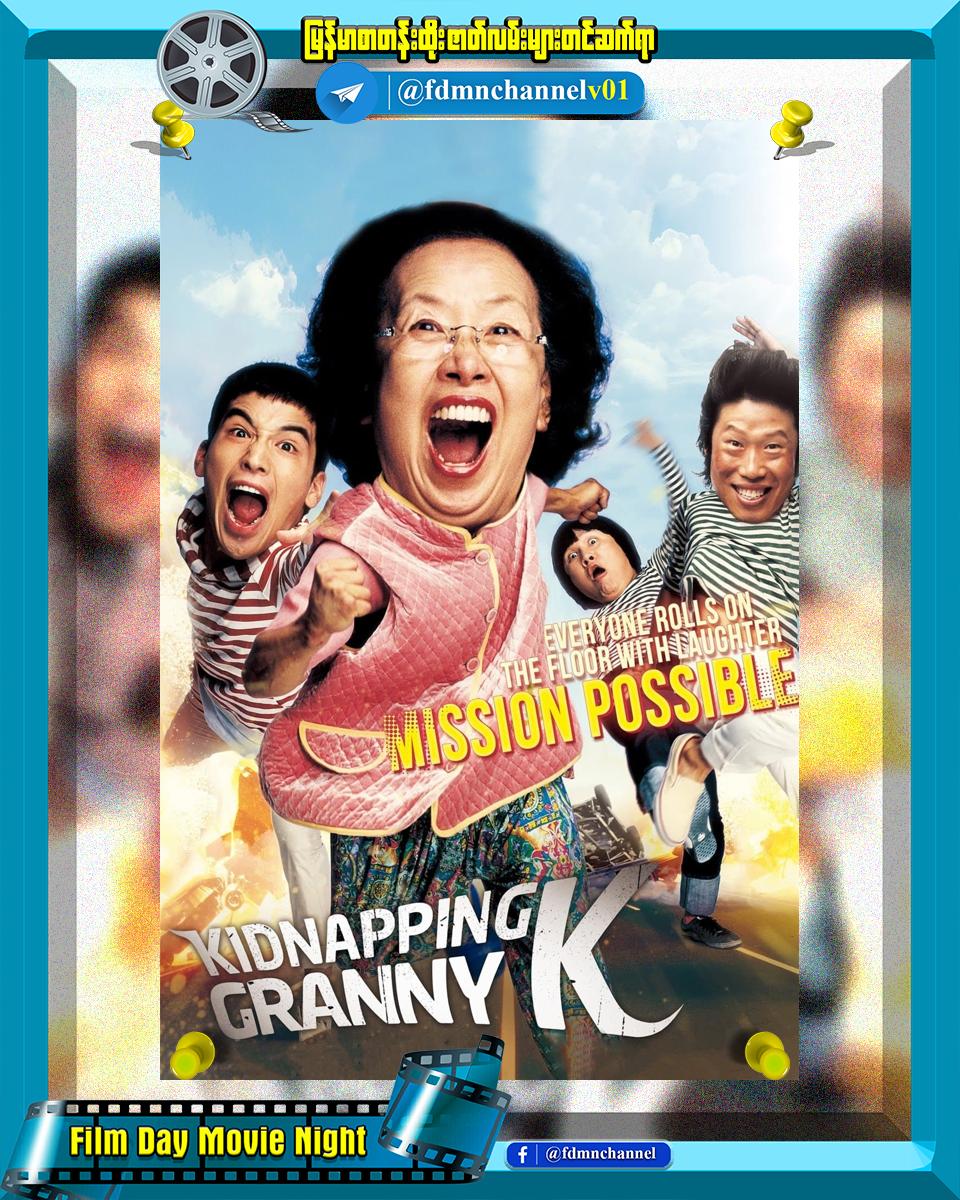 မြန်မာစာတန်းထိုးဇာတ်လမ်းများတင်ဆက်ရာ
@fdmnchannelv01
EVERYONE ROLLS ON
THE FLOOR WITH LAUGHTER
MISSION POSSIBLE
KIDNAPPING
GRANNY K
Film Day Movie Night
f @fdmnchannel